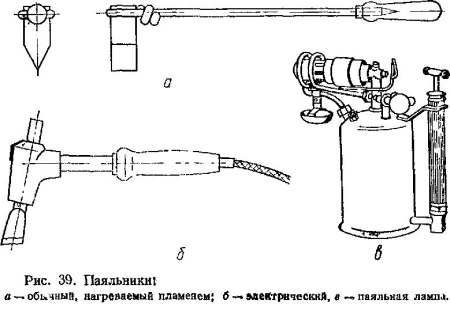 а
б
в
Рис. 39. Паяльники:
а — обычный, нагреваемый пламенем; б — электрический, в — паяльная лампа.